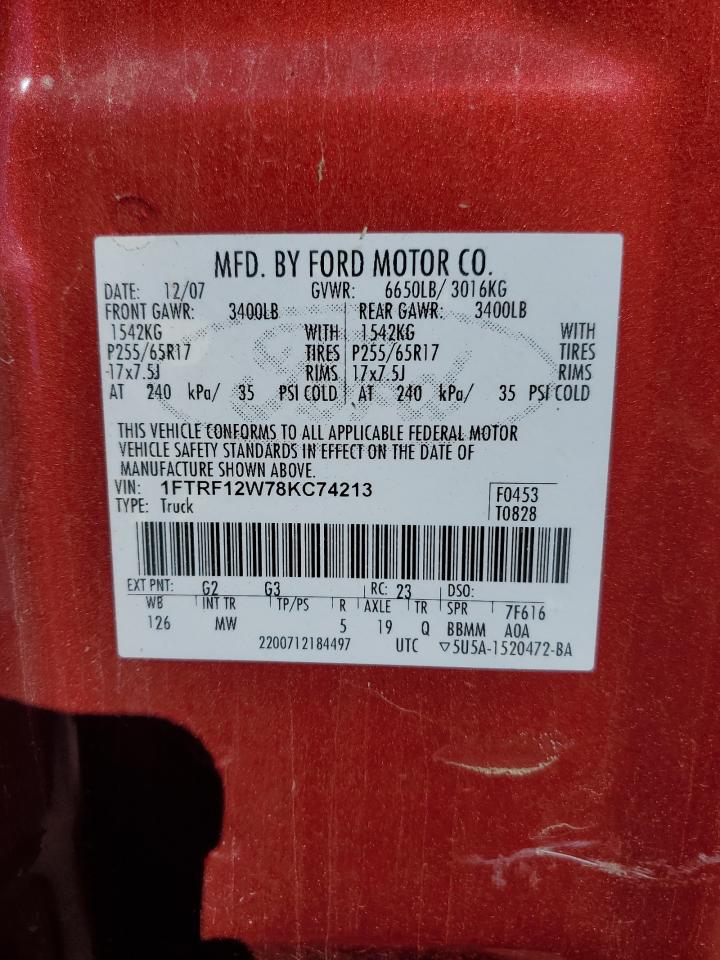 MFD. BY FORD MOTOR CO.
DATE: 12/07 GVWR: 6650LB/ 3016KG
FRONT GAWR: 3400LB REAR GAWR: 3400LB
1542KG WITH 1542KG WITH
P255/65R17 TIRES P255/65R17 TIRES
17x7.5J RIMS 17x7.5J RIMS
AT 240 kPa/ 35 PSI COLD AT 240 kPa/ 35 PSI COLD
Ford
THIS VEHICLE CONFORMS TO ALL APPLICABLE FEDERAL MOTOR
VEHICLE SAFETY STANDARDS IN EFFECT ON THE DATE OF
MANUFACTURE SHOWN ABOVE.
VIN: 1FTRF12W78KC74213 F0453
TYPE: Truck T0828
EXT PNT: G2 G3 RC: 23 DSO:
WB INT TR TP/PS R AXLE TR SPR 7F616
126 MW 5 19 Q BBMM AOA
2200712184497 UTC ▽5U5A-1520472-BA